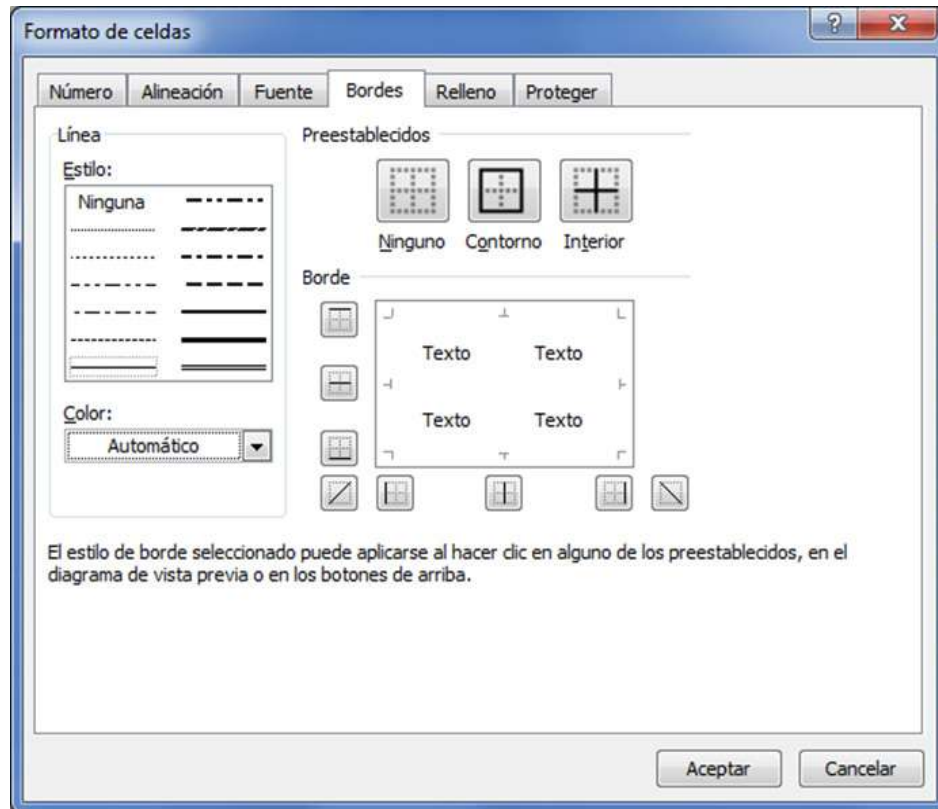 Formato de celdas
Número Alineación Fuente Bordes Relleno Proteger
Línea
Estilo:
Ninguna
Color:
Automático
Preestablecidos
Ninguno Contorno Interior
Borde
Texto Texto
Texto Texto
El estilo de borde seleccionado puede aplicarse al hacer clic en alguno de los preestablecidos, en el
diagrama de vista previa o en los botones de arriba.
Aceptar Cancelar